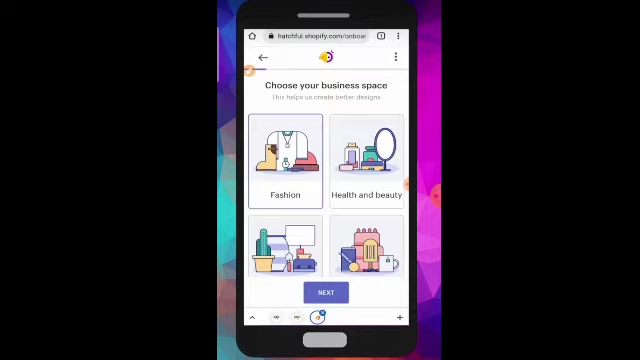 hatchful.shopify.com/onboar
1
Choose your business space
This helps us create better designs
Fashion
Health and beauty
NEXT